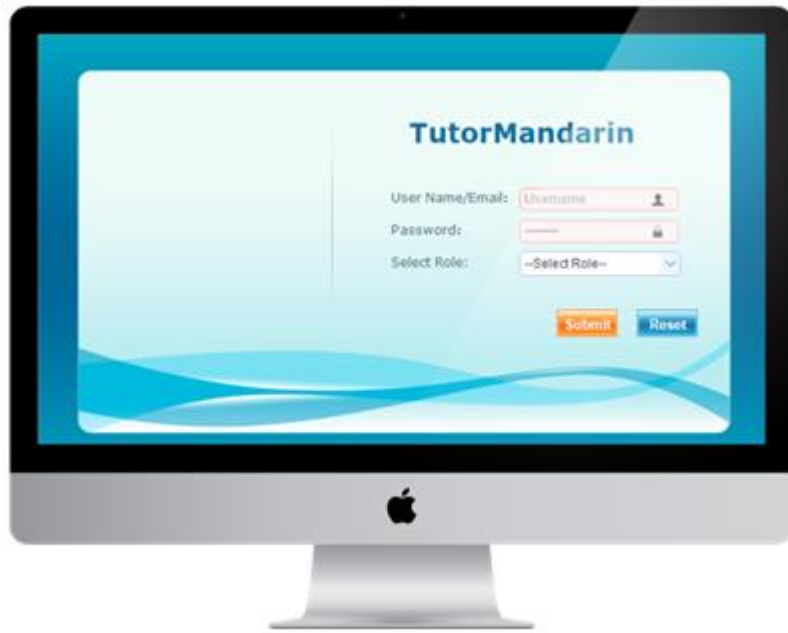 TutorMandarin
User Name/Email: Username
Password: --------
Select Role: --Select Role--
Submit Reset